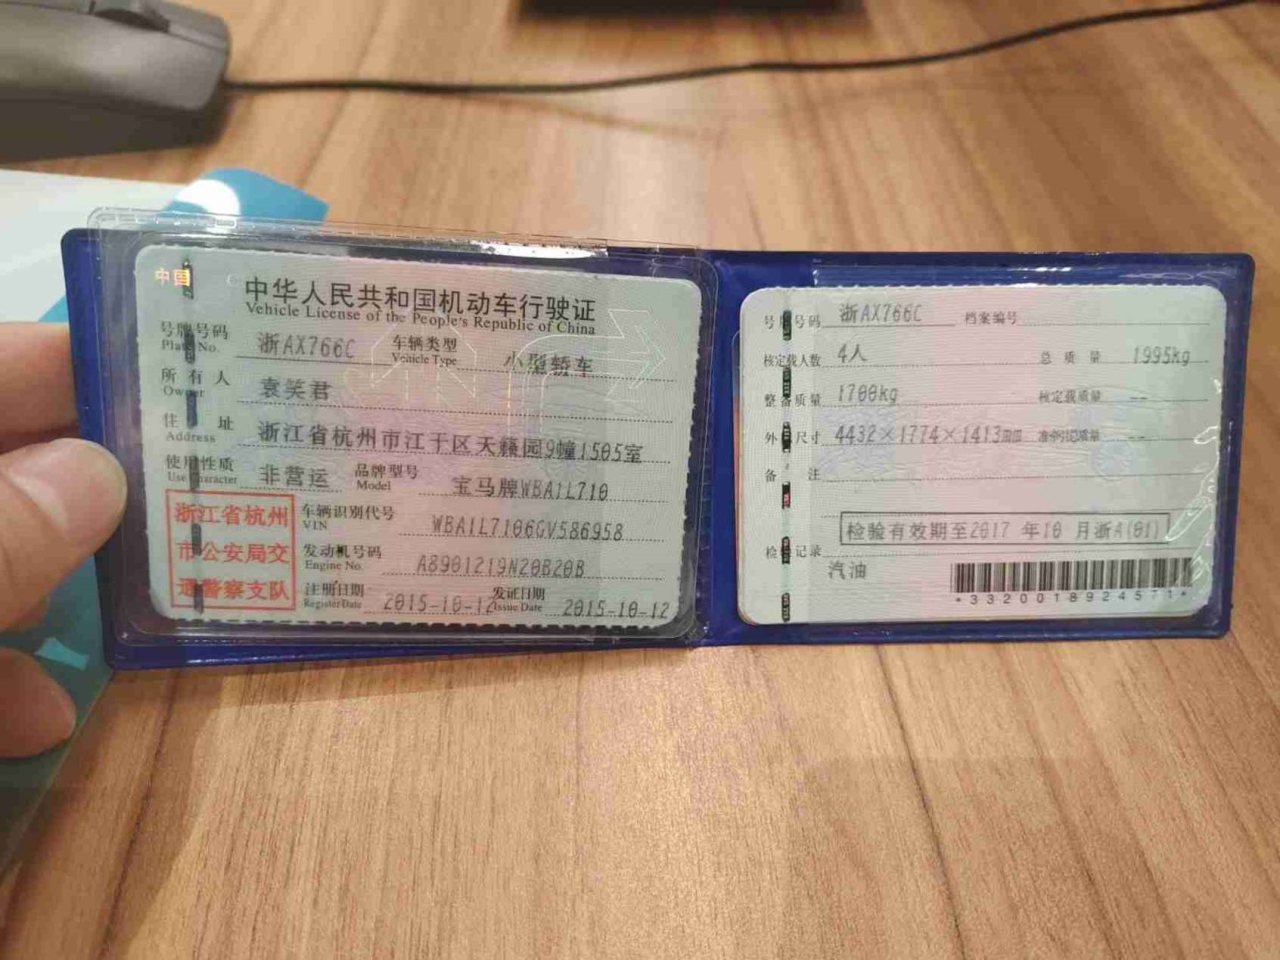 中国
中华人民共和国机动车行驶证
Vehicle License of the People's Republic of China
号牌号码 浙AX766C 车辆类型 小型轿车
Plate No. Vehicle Type
所有人 袁笑君
Owner
住址 浙江省杭州市江干区天籁园9幢1505室
Address
使用性质 非营运 品牌型号 宝马牌WBA1L710
Use Character Model
浙江省杭州市公安局交通警察支队
车辆识别代号 WBA1L7106GV586958
VIN
发动机号码 A8901219N20B20B
Engine No.
注册日期 2015-10-12 发证日期 2015-10-12
Register Date Issue Date
号牌号码 浙AX766C 档案编号
核定载人数 4人 总质量 1995kg
整备质量 1700kg 核定载质量 --
外廓尺寸 4432×1774×1413mm 准牵引总质量 --
备注
检验有效期至2017年10月浙A(01)
检验记录
汽油
*3320018924571*